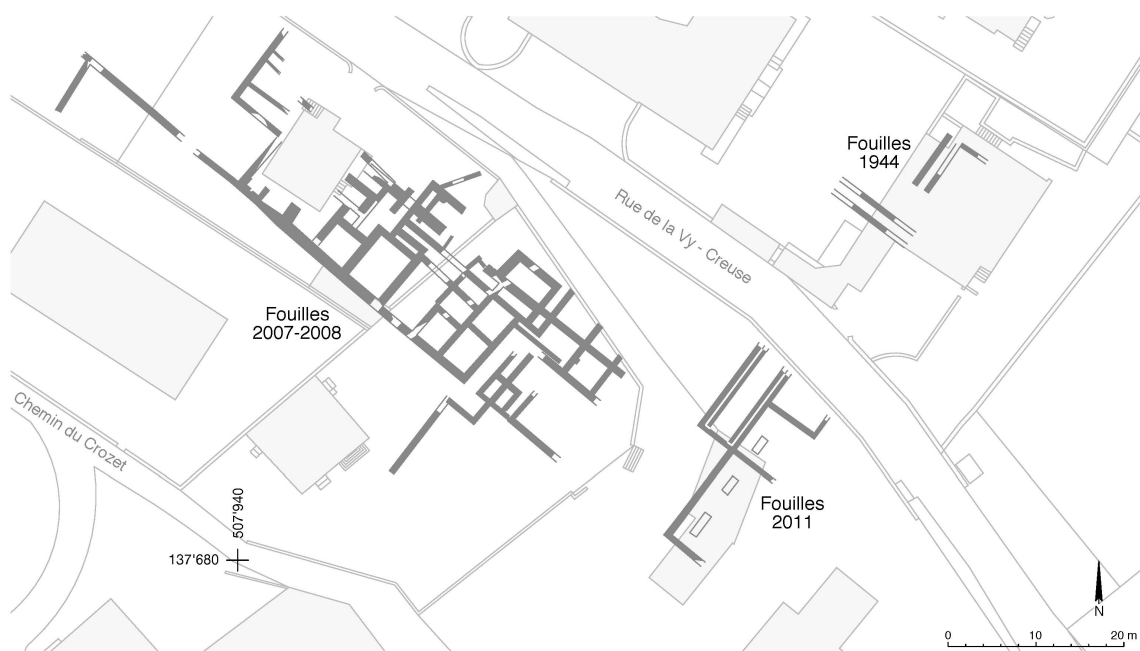 Fouilles
1944
Rue de la Vy - Creuse
Fouilles
2007-2008
Chemin du Crozet
Fouilles
2011
507'940
137'680
N
0 10 20 m